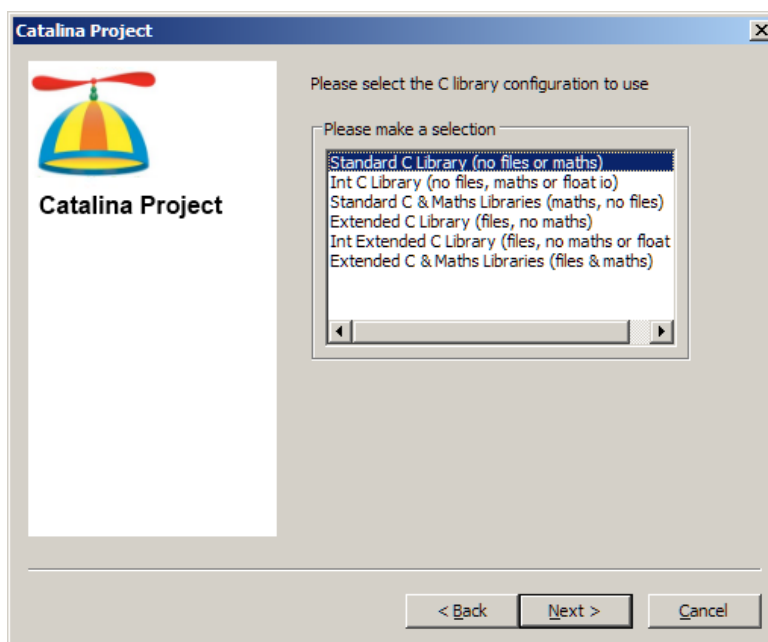 Catalina Project
Please select the C library configuration to use
Please make a selection
Standard C Library (no files or maths)
Int C Library (no files, maths or float io)
Standard C & Maths Libraries (maths, no files)
Extended C Library (files, no maths)
Int Extended C Library (files, no maths or float
Extended C & Maths Libraries (files & maths)
Catalina Project
< Back
Next >
Cancel